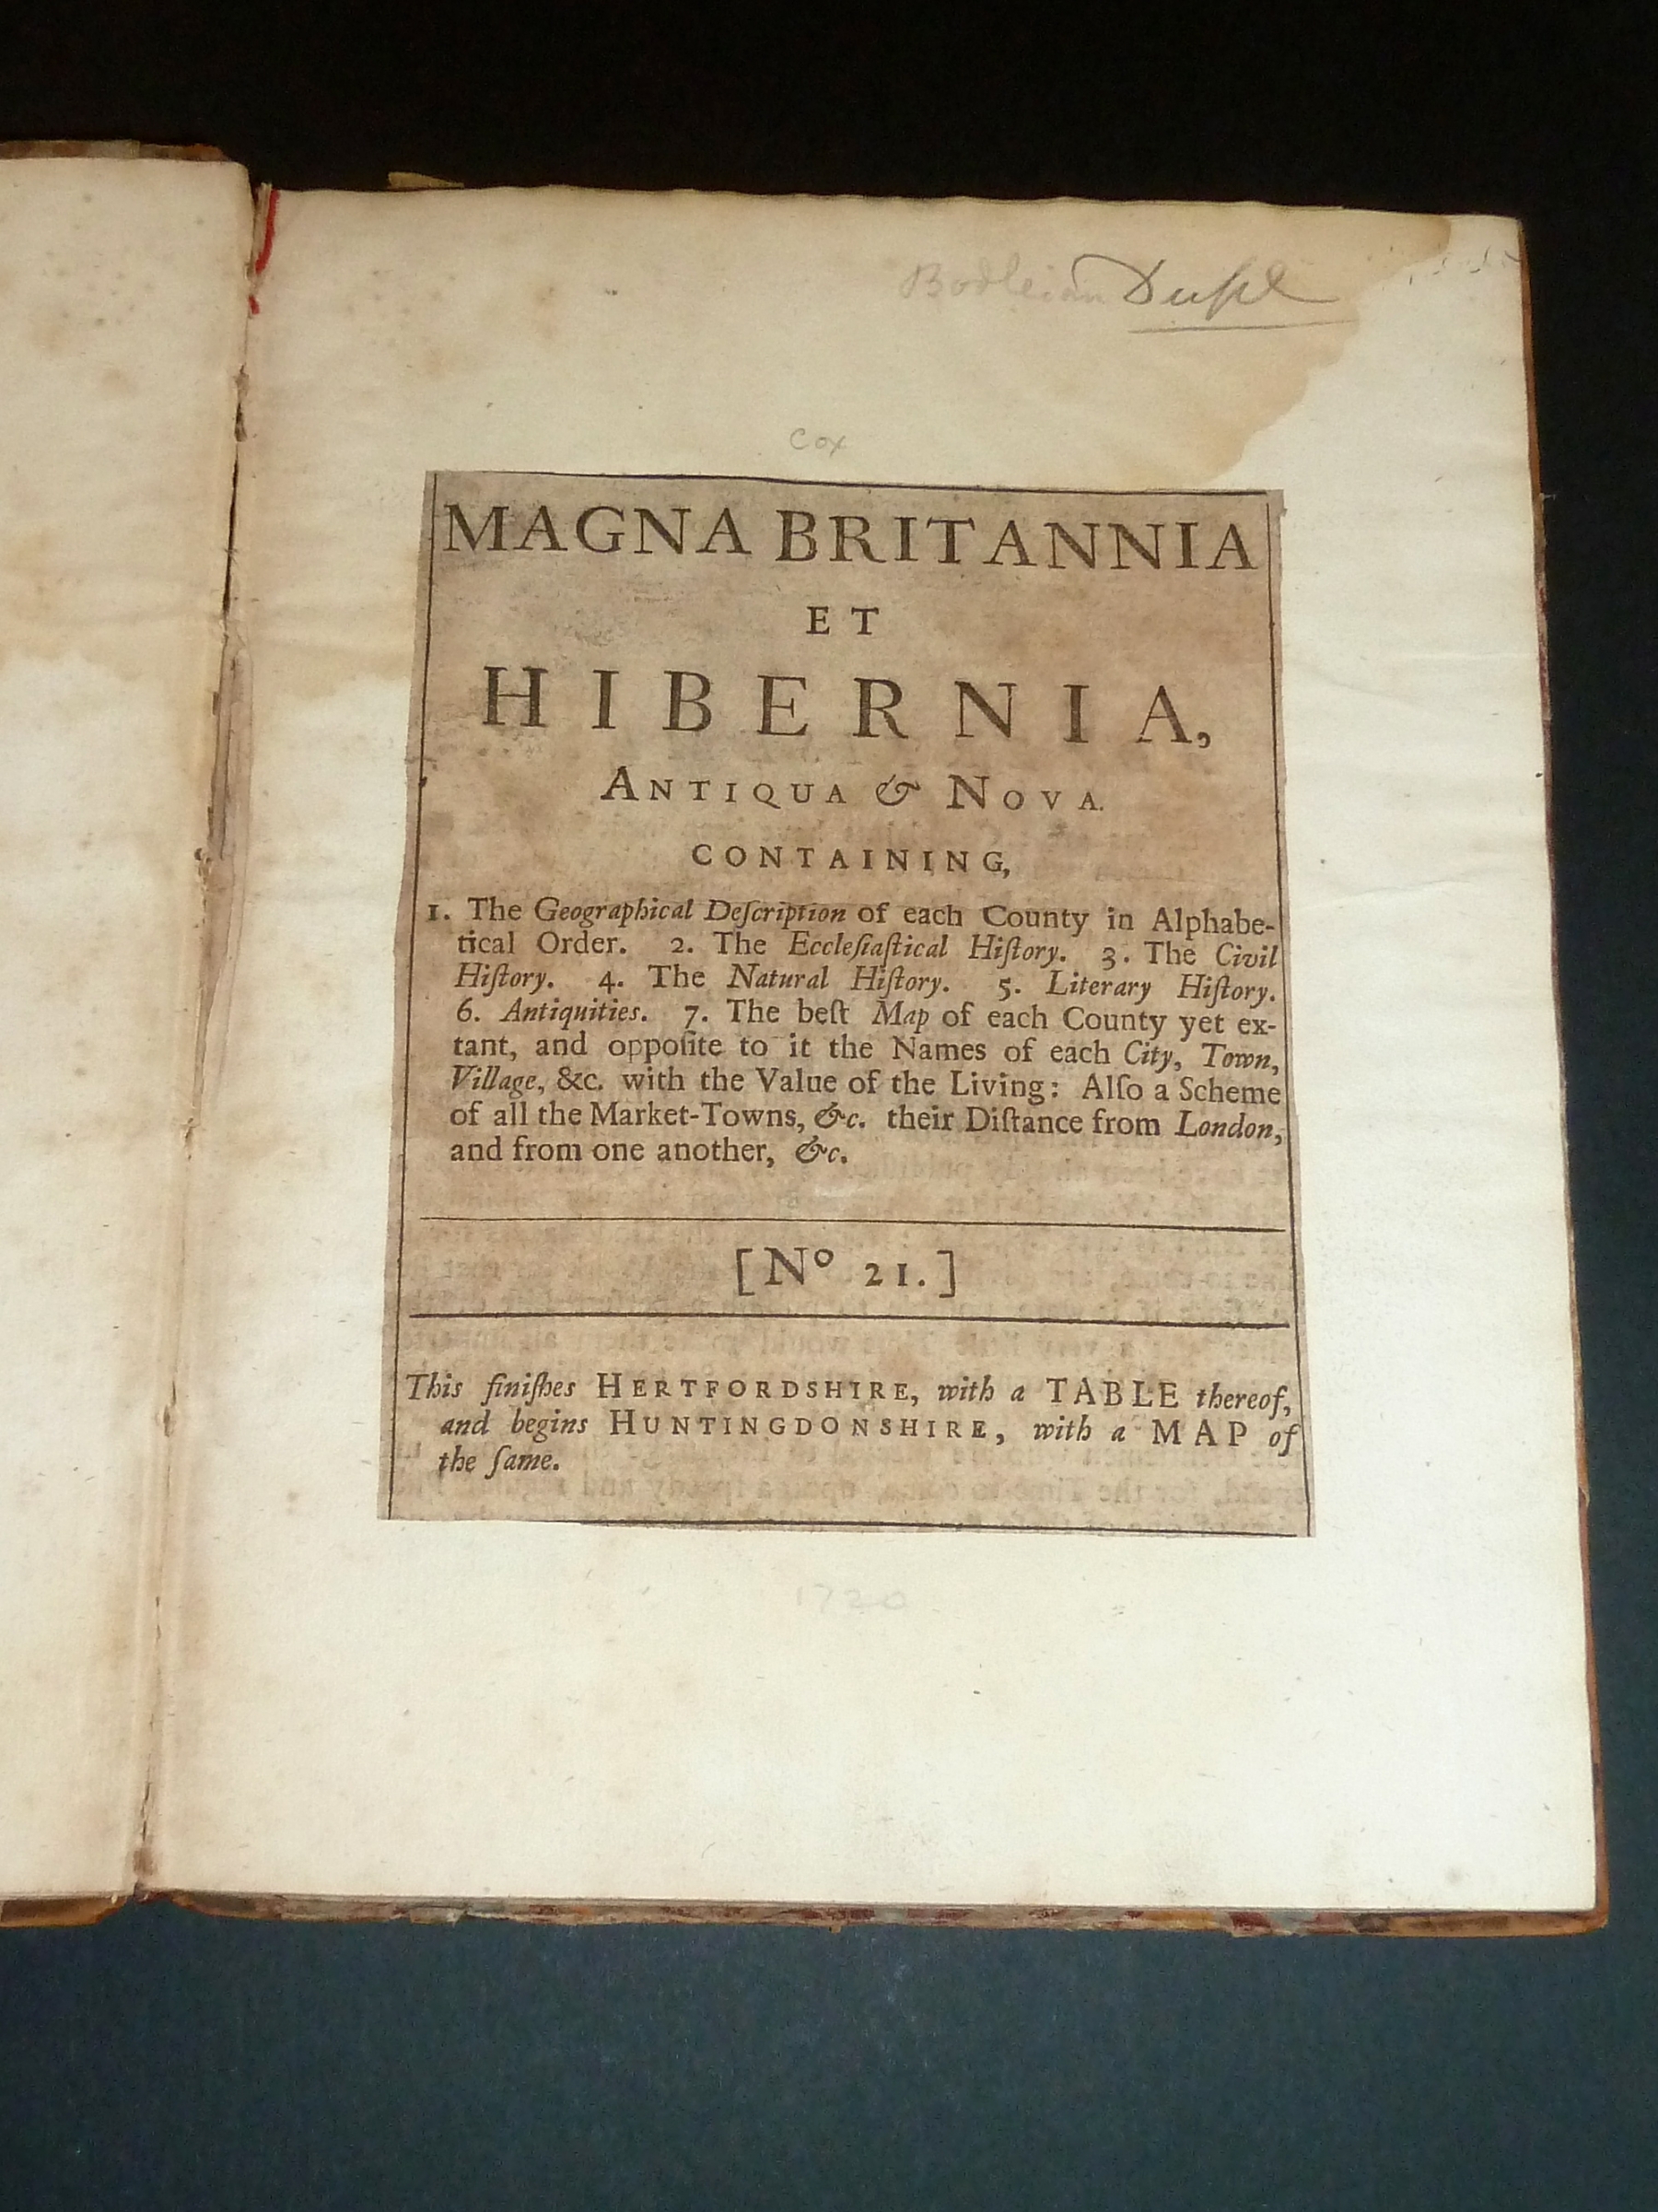 Bodleian Dupl
Cox
MAGNA BRITANNIA
ET
HIBERNIA,
ANTIQUA & NOVA.
CONTAINING,
1. The Geographical Deſcription of each County in Alphabe-
tical Order. 2. The Eccleſiaſtical Hiſtory. 3. The Civil
Hiſtory. 4. The Natural Hiſtory. 5. Literary Hiſtory.
6. Antiquities. 7. The beſt Map of each County yet ex-
tant, and oppoſite to it the Names of each City, Town,
Village, &c. with the Value of the Living: Alſo a Scheme
of all the Market-Towns, &c. their Diſtance from London,
and from one another, &c.
[No 21.]
This finiſhes HERTFORDSHIRE, with a TABLE thereof,
and begins HUNTINGDONSHIRE, with a MAP of
the ſame.
1720